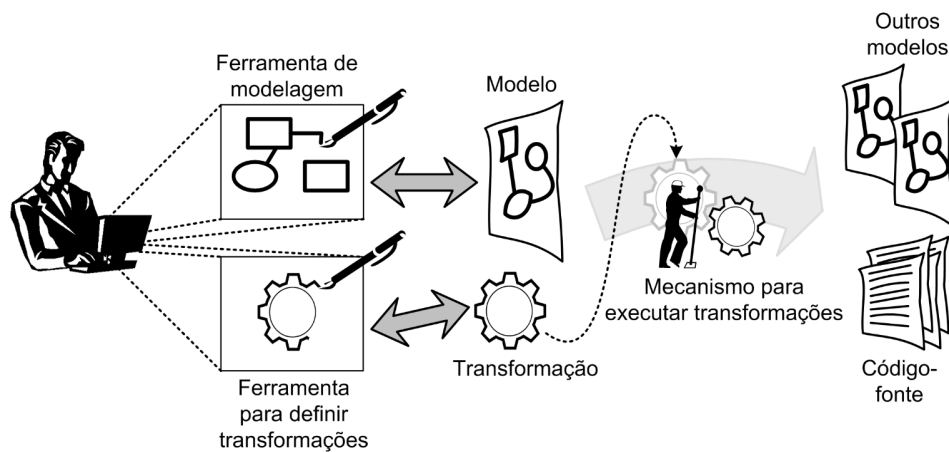 Ferramenta de
modelagem
Modelo
Outros
modelos
Mecanismo para
executar transformações
Transformação
Ferramenta
para definir
transformações
Código-
fonte